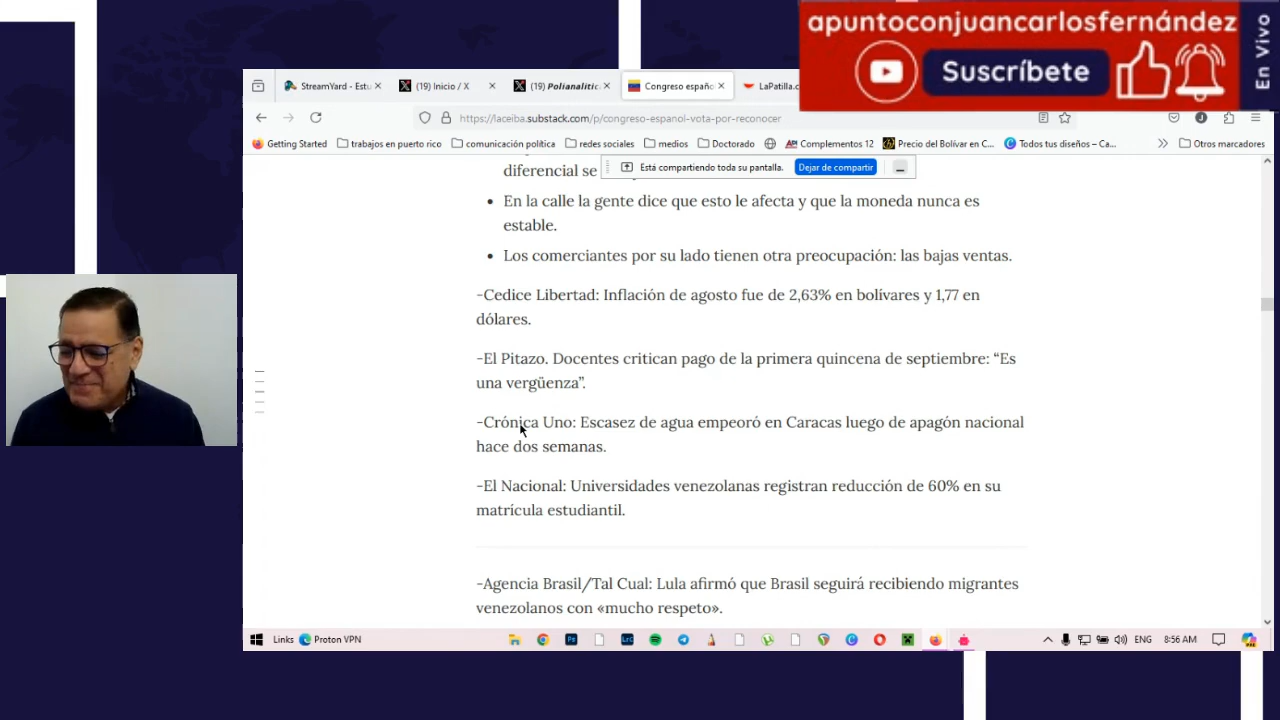 apuntoconjuancarlosfernández
Suscríbete
En Vivo
StreamYard - Estu
(19) Inicio / X
(19) Polianalitic
Congreso españo
LaPatilla.c
https://laceiba.substack.com/p/congreso-espanol-vota-por-reconocer
Getting Started
trabajos en puerto rico
comunicación política
redes sociales
medios
Doctorado
Complementos 12
Precio del Bolívar en C...
Todos tus diseños – Ca...
Otros marcadores
Está compartiendo toda su pantalla.
Dejar de compartir
diferencial se
• En la calle la gente dice que esto le afecta y que la moneda nunca es
estable.
• Los comerciantes por su lado tienen otra preocupación: las bajas ventas.
-Cedice Libertad: Inflación de agosto fue de 2,63% en bolívares y 1,77 en
dólares.
-El Pitazo. Docentes critican pago de la primera quincena de septiembre: “Es
una vergüenza”.
-Crónica Uno: Escasez de agua empeoró en Caracas luego de apagón nacional
hace dos semanas.
-El Nacional: Universidades venezolanas registran reducción de 60% en su
matrícula estudiantil.
-Agencia Brasil/Tal Cual: Lula afirmó que Brasil seguirá recibiendo migrantes
venezolanos con «mucho respeto».
Links
Proton VPN
ENG
8:56 AM